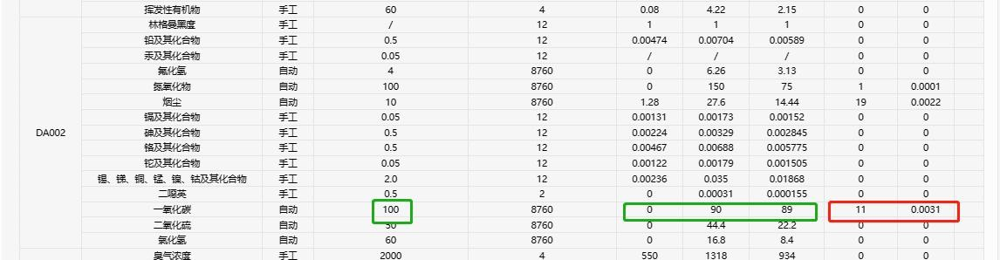 挥发性有机物 手工 60 4 0.08 4.22 2.15 0 0
林格曼黑度 手工 / 12 1 1 1 0 0
铅及其化合物 手工 0.5 12 0.00474 0.00704 0.00589 0 0
汞及其化合物 手工 0.05 12 / / / 0 0
氟化氢 自动 4 8760 0 6.26 3.13 0 0
氮氧化物 自动 100 8760 0 150 75 1 0.0001
烟尘 自动 10 8760 1.28 27.6 14.44 19 0.0022
镉及其化合物 手工 0.05 12 0.00131 0.00173 0.00152 0 0
DA002 砷及其化合物 手工 0.5 12 0.00224 0.00329 0.002845 0 0
铬及其化合物 手工 0.5 12 0.00467 0.00688 0.005775 0 0
铊及其化合物 手工 0.05 12 0.00122 0.00179 0.001505 0 0
锡、锑、铜、锰、镍、钴及其化合物 手工 2.0 12 0.00236 0.035 0.01868 0 0
二噁英 手工 0.5 2 0 0.00031 0.000155 0 0
一氧化碳 自动 100 8760 0 90 89 11 0.0031
二氧化硫 自动 50 8760 0 44.4 22.2 0 0
氯化氢 自动 60 8760 0 16.8 8.4 0 0
臭气浓度 手工 2000 4 550 1318 934 0 0